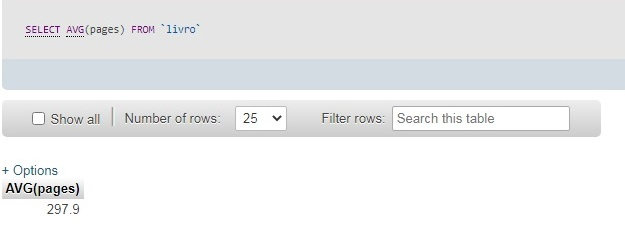 SELECT AVG(pages) FROM `livro`
Show all Number of rows: 25 Filter rows: Search this table
+ Options
AVG(pages)
297.9